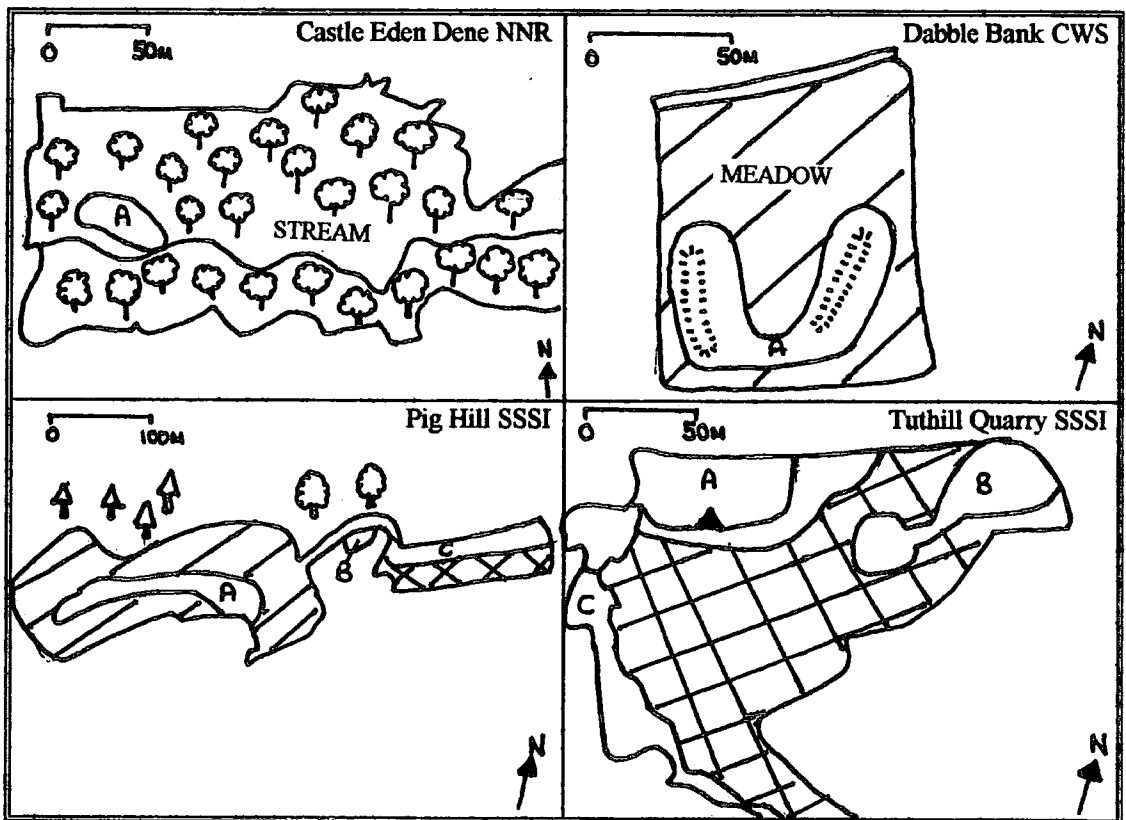 Castle Eden Dene NNR
0 50M
A
STREAM
N
Dabble Bank CWS
0 50M
MEADOW
A
N
Pig Hill SSSI
0 100M
A
B
C
N
Tuthill Quarry SSSI
0 50M
A
B
C
N